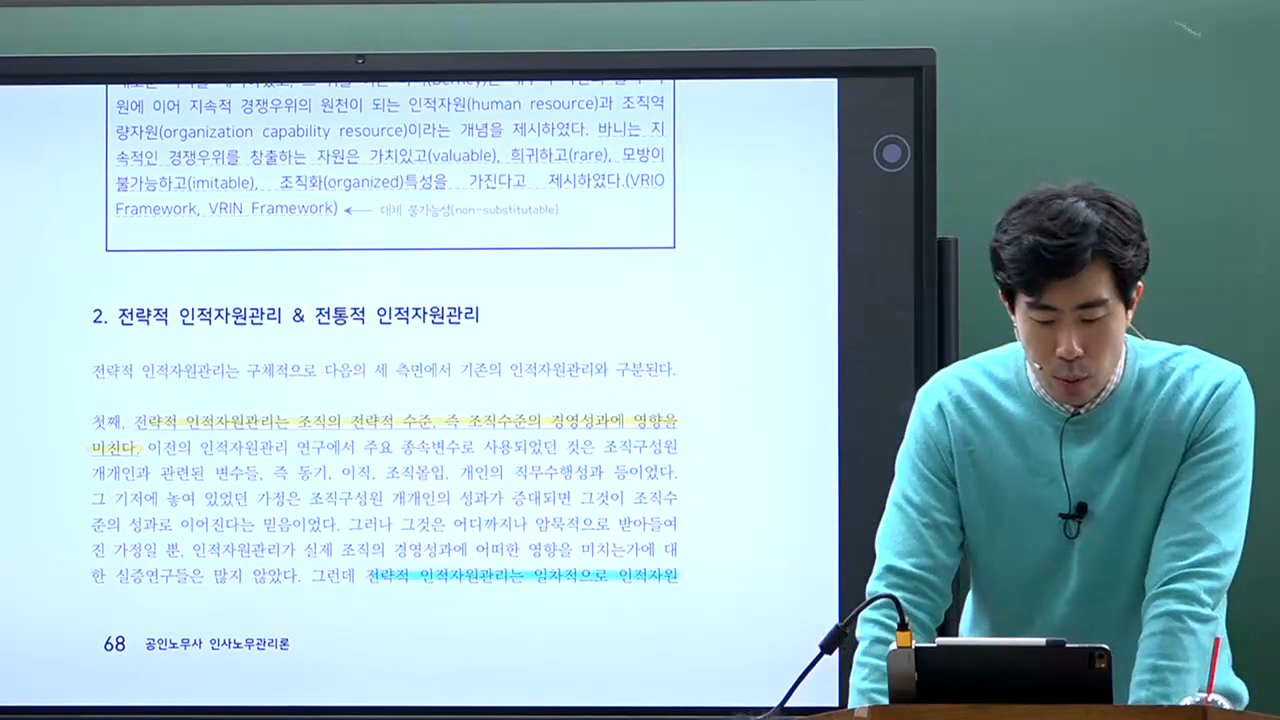 원에 이어 지속적 경쟁우위의 원천이 되는 인적자원(human resource)과 조직역
량자원(organization capability resource)이라는 개념을 제시하였다. 바니는 지
속적인 경쟁우위를 창출하는 자원은 가치있고(valuable), 희귀하고(rare), 모방이
불가능하고(imitable), 조직화(organized)특성을 가진다고 제시하였다.(VRIO
Framework, VRIN Framework) ← 대체 불가능성(non-substitutable)
2. 전략적 인적자원관리 & 전통적 인적자원관리
전략적 인적자원관리는 구체적으로 다음의 세 측면에서 기존의 인적자원관리와 구분된다.
첫째, 전략적 인적자원관리는 조직의 전략적 수준, 즉 조직수준의 경영성과에 영향을
미친다. 이전의 인적자원관리 연구에서 주요 종속변수로 사용되었던 것은 조직구성원
개개인과 관련된 변수들, 즉 동기, 이직, 조직몰입, 개인의 직무수행성과 등이었다.
그 기저에 놓여 있었던 가정은 조직구성원 개개인의 성과가 증대되면 그것이 조직수
준의 성과로 이어진다는 믿음이었다. 그러나 그것은 어디까지나 암묵적으로 받아들여
진 가정일 뿐, 인적자원관리가 실제 조직의 경영성과에 어떠한 영향을 미치는가에 대
한 실증연구들은 많지 않았다. 그런데 전략적 인적자원관리는 일차적으로 인적자원
68 공인노무사 인사노무관리론